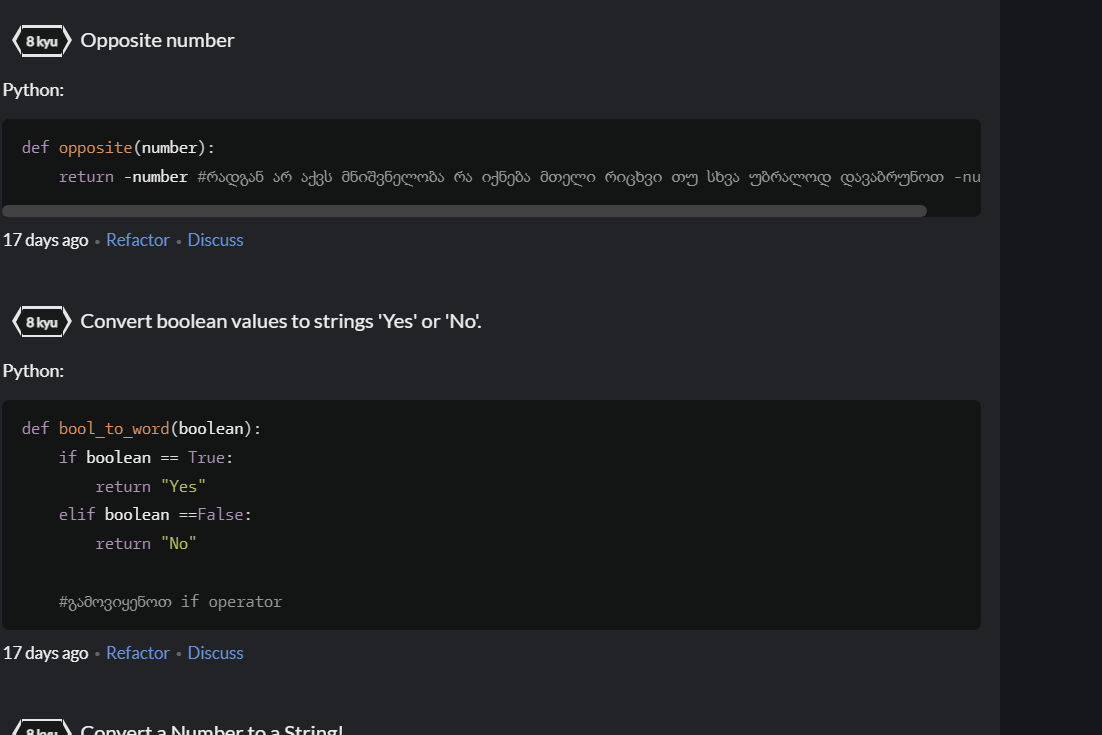 8 kyu Opposite number
Python:
def opposite(number):
return -number #რადგან არ აქვს მნიშვნელობა რა იქნება მთელი რიცხვი თუ სხვა უბრალოდ დავაბრუნოთ -nu
17 days ago • Refactor • Discuss
8 kyu Convert boolean values to strings 'Yes' or 'No'.
Python:
def bool_to_word(boolean):
if boolean == True:
return "Yes"
elif boolean ==False:
return "No"
#გამოვიყენოთ if operator
17 days ago • Refactor • Discuss
8 kyu Convert a Number to a String!